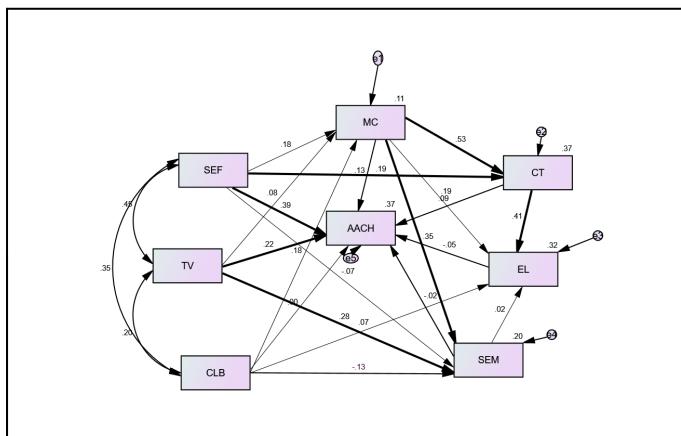 e1
.11
MC
.18
.53
e2
.37
SEF
.13
.19
CT
.45
.08
.39
.19
.09
.37
AACH
.41
.22
.35
-.05
.32
e3
TV
.18
e5
EL
.35
-.07
.00
-.02
.28
.07
.02
.20
.20
e4
SEM
CLB
-.13